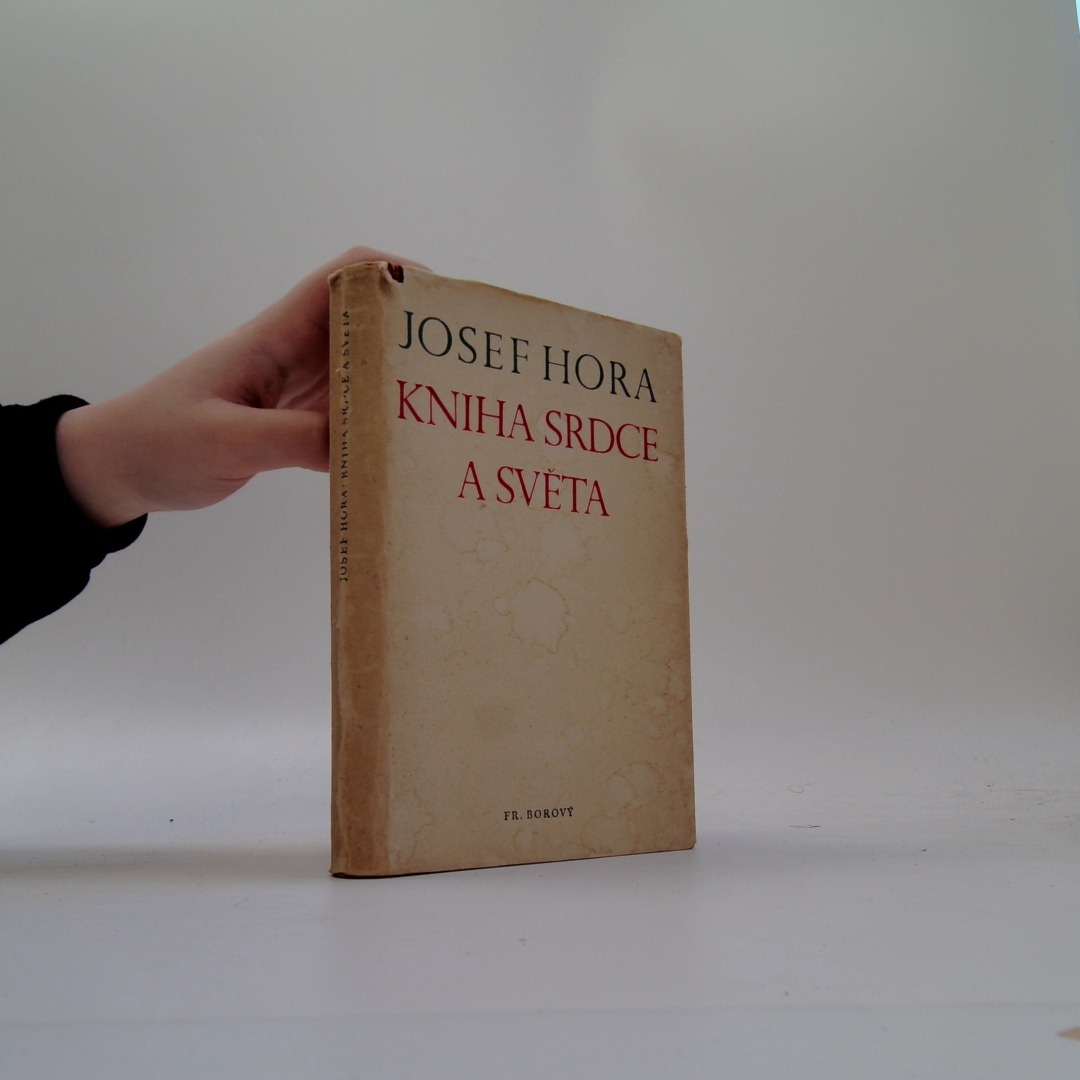 JOSEF HORA
KNIHA SRDCE
A SVĚTA
FR. BOROVÝ
JOSEF HORA · KNIHA SRDCE A SVĚTA